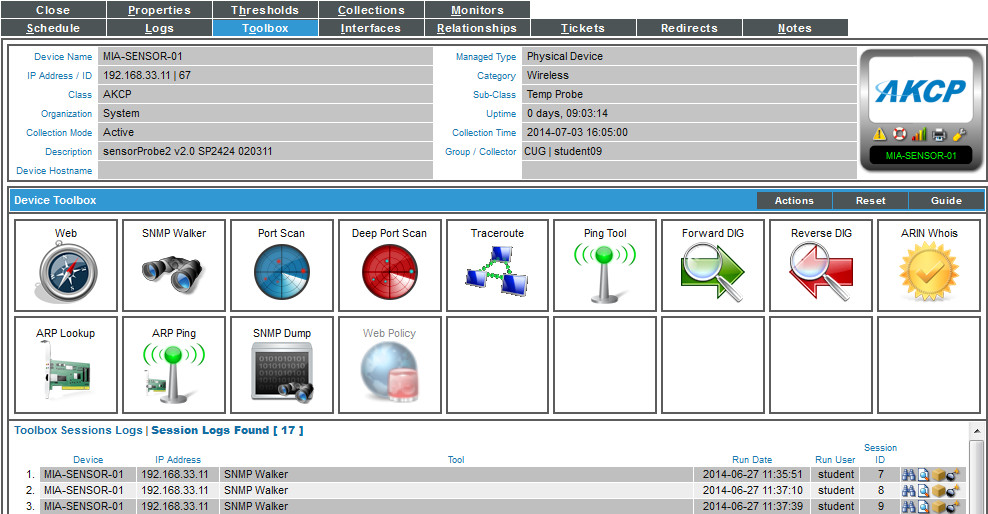 Close Properties Thresholds Collections Monitors
Schedule Logs Toolbox Interfaces Relationships Tickets Redirects Notes
Device Name MIA-SENSOR-01 Managed Type Physical Device
IP Address / ID 192.168.33.11 | 67 Category Wireless
Class AKCP Sub-Class Temp Probe
Organization System Uptime 0 days, 09:03:14
Collection Mode Active Collection Time 2014-07-03 16:05:00
Description sensorProbe2 v2.0 SP2424 020311 Group / Collector CUG | student09
Device Hostname
AKCP
MIA-SENSOR-01
Device Toolbox Actions Reset Guide
Web SNMP Walker Port Scan Deep Port Scan Traceroute Ping Tool Forward DIG Reverse DIG ARIN Whois
ARP Lookup ARP Ping SNMP Dump Web Policy
Toolbox Sessions Logs | Session Logs Found [ 17 ]
Device IP Address Tool Run Date Run User Session ID
1. MIA-SENSOR-01 192.168.33.11 SNMP Walker 2014-06-27 11:35:51 student 7
2. MIA-SENSOR-01 192.168.33.11 SNMP Walker 2014-06-27 11:37:10 student 8
3. MIA-SENSOR-01 192.168.33.11 SNMP Walker 2014-06-27 11:37:39 student 9